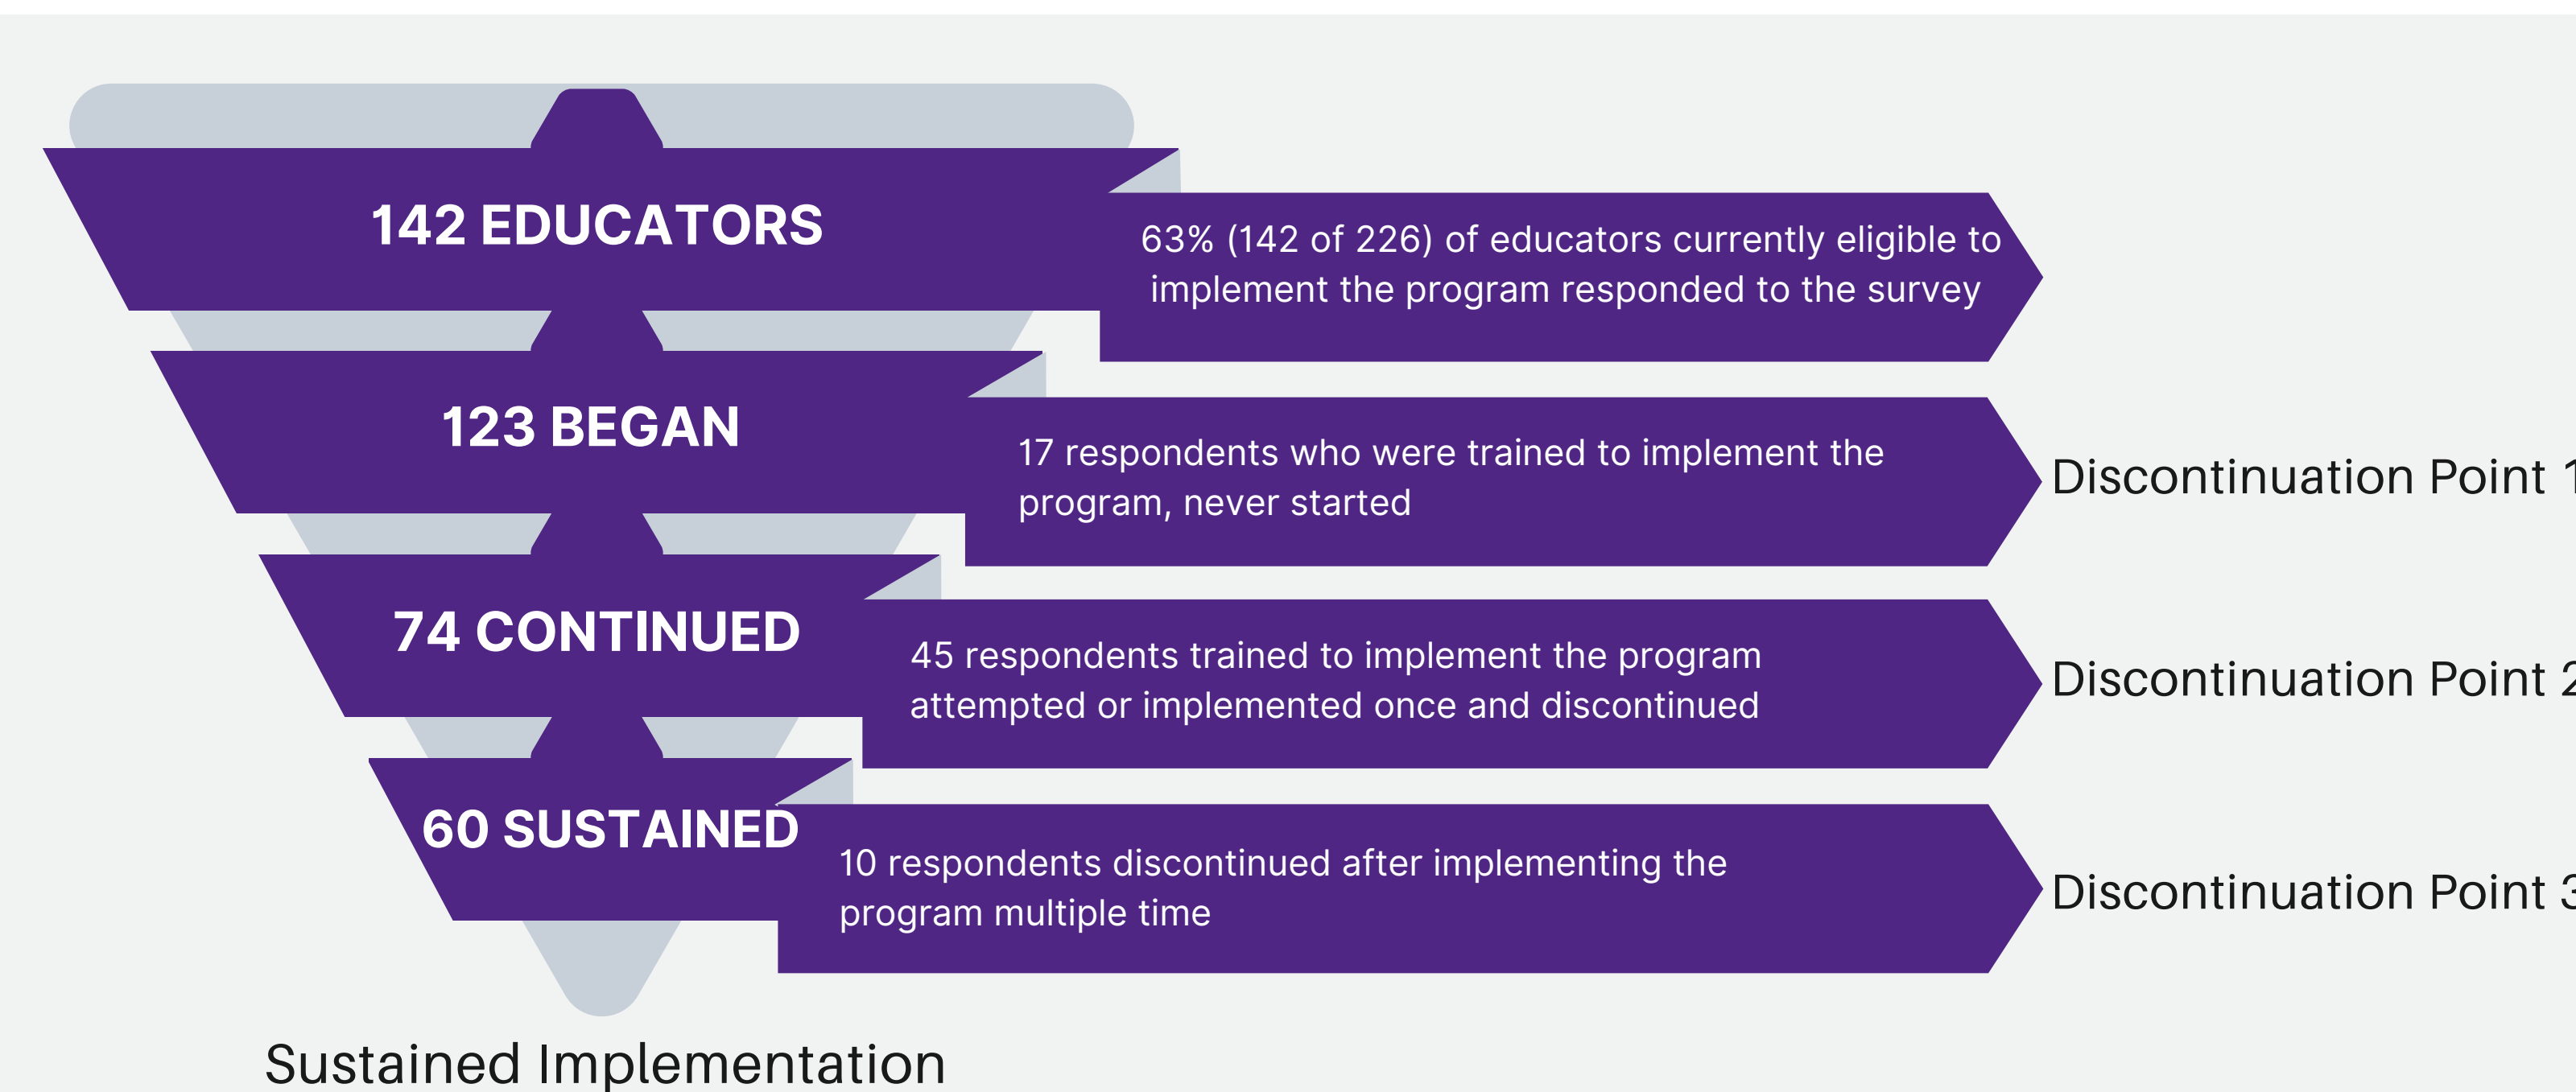 142 EDUCATORS
63% (142 of 226) of educators currently eligible to
implement the program responded to the survey
123 BEGAN
17 respondents who were trained to implement the
program, never started
Discontinuation Point 1
74 CONTINUED
45 respondents trained to implement the program
attempted or implemented once and discontinued
Discontinuation Point 2
60 SUSTAINED
10 respondents discontinued after implementing the
program multiple time
Discontinuation Point 3
Sustained Implementation